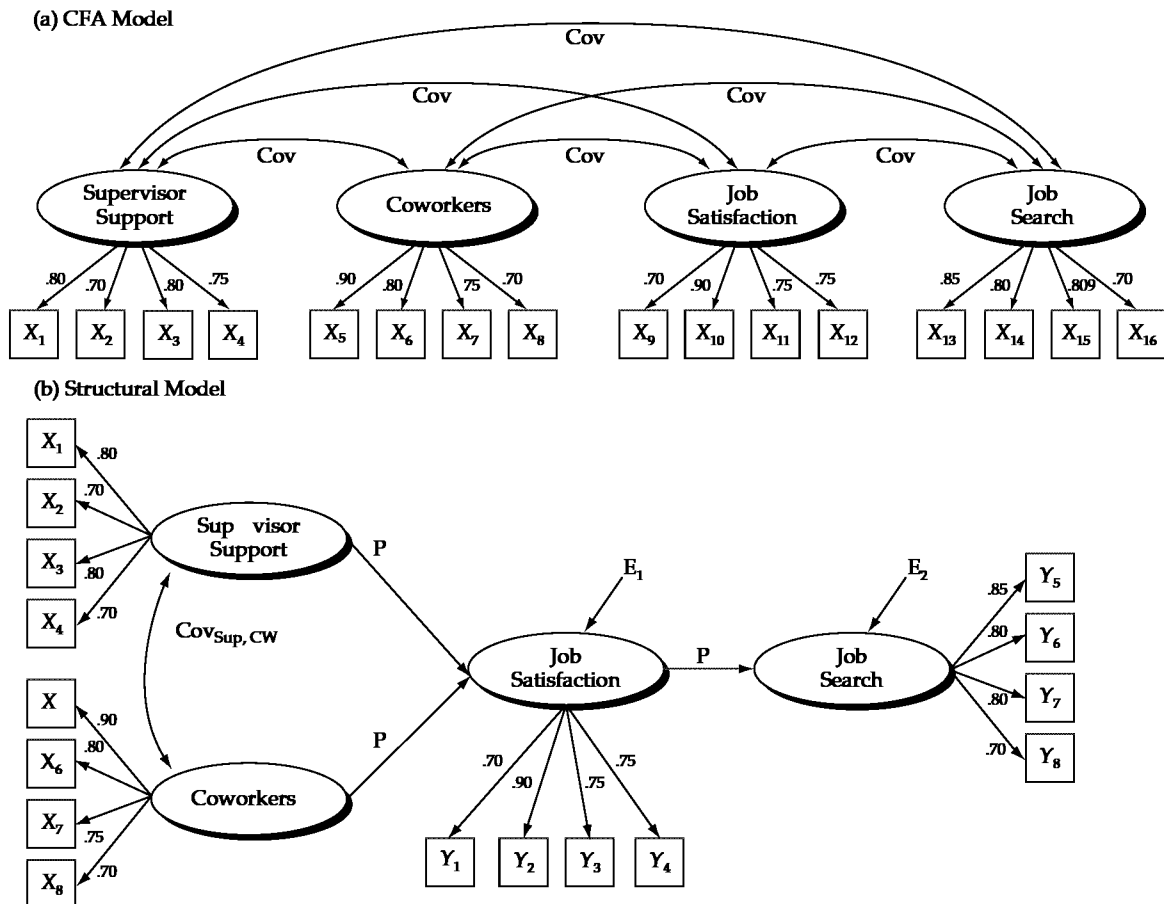 (a) CFA Model
Cov
Cov
Cov
Cov
Cov
Cov
Supervisor
Support
Coworkers
Job
Satisfaction
Job
Search
.80
.70
.80
.75
.90
.80
75
.70
.70
.90
.75
.75
.85
.80
.809
.70
X1
X2
X3
X4
X5
X6
X7
X8
X9
X10
X11
X12
X13
X14
X15
X16
(b) Structural Model
X1
.80
X2
.70
X3
.80
X4
.70
Sup visor
Support
P
CovSup, CW
X
.90
X6
.80
X7
.75
X8
.70
Coworkers
P
E1
Job
Satisfaction
P
E2
Job
Search
.70
.90
.75
.75
Y1
Y2
Y3
Y4
.85
Y5
.80
Y6
.80
Y7
.70
Y8